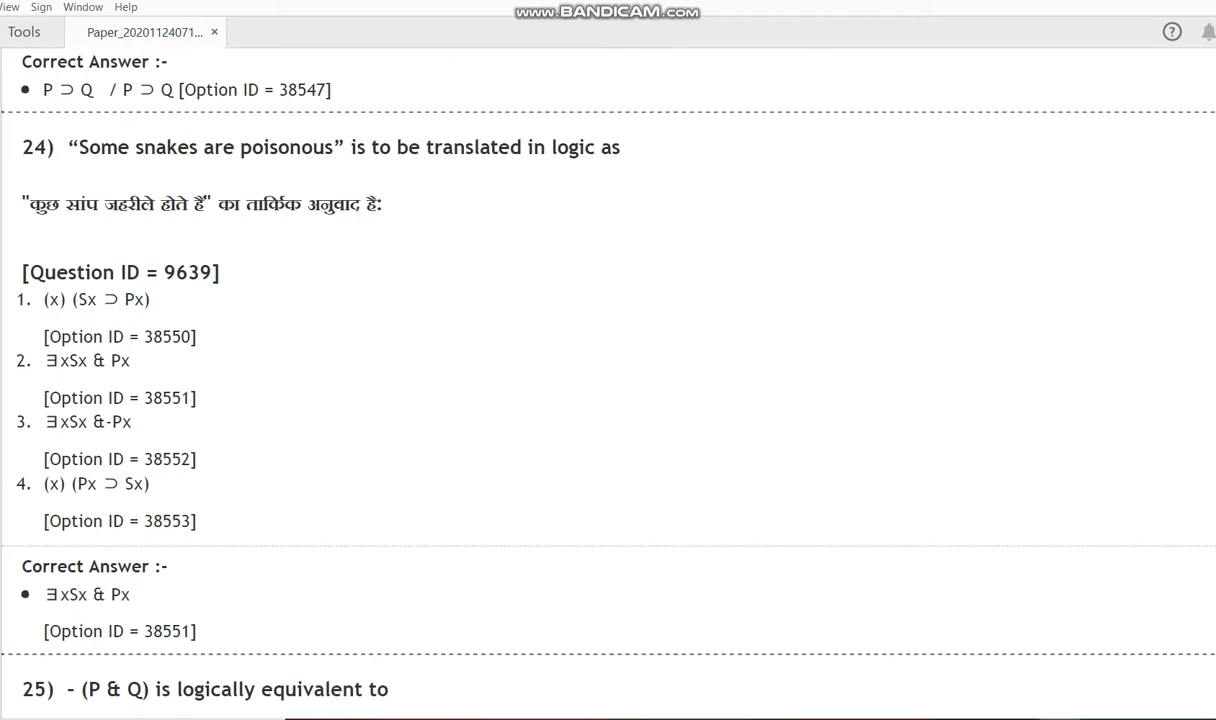 View Sign Window Help
www.BANDICAM.com
Tools Paper_20201124071... ×
Correct Answer :-
● P ⊃ Q / P ⊃ Q [Option ID = 38547]
24) “Some snakes are poisonous” is to be translated in logic as
"कुछ सांप जहरीले होते हैं" का तार्किक अनुवाद है:
[Question ID = 9639]
1. (x) (Sx ⊃ Px)
[Option ID = 38550]
2. ∃xSx & Px
[Option ID = 38551]
3. ∃xSx &-Px
[Option ID = 38552]
4. (x) (Px ⊃ Sx)
[Option ID = 38553]
Correct Answer :-
● ∃xSx & Px
[Option ID = 38551]
25) - (P & Q) is logically equivalent to